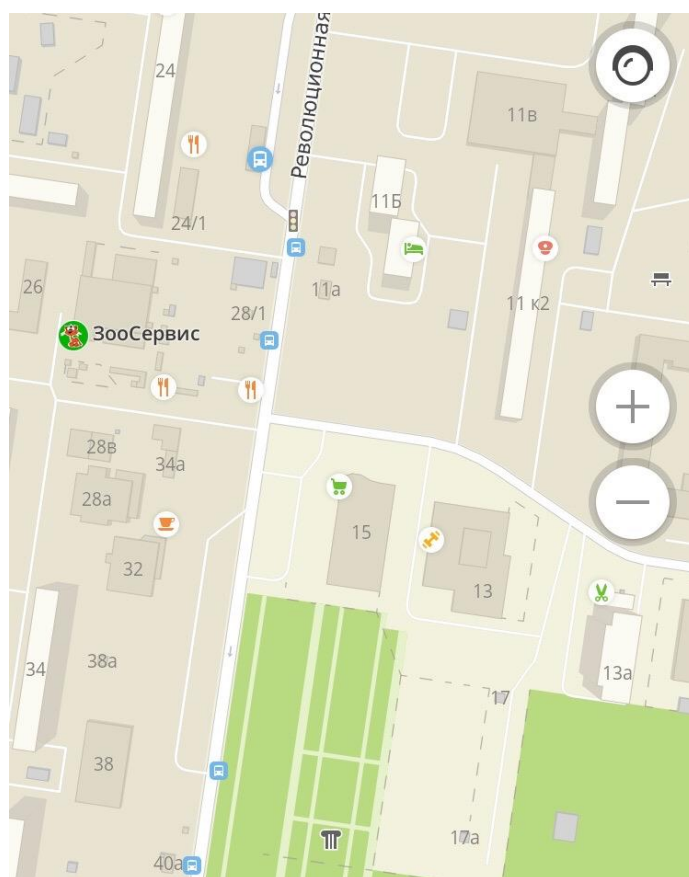 Революционная
24
11в
11Б
24/1
26
28/1
11а
11 к2
ЗооСервис
28в
34а
28а
15
32
13
38а
34
13а
17
38
17а
40а